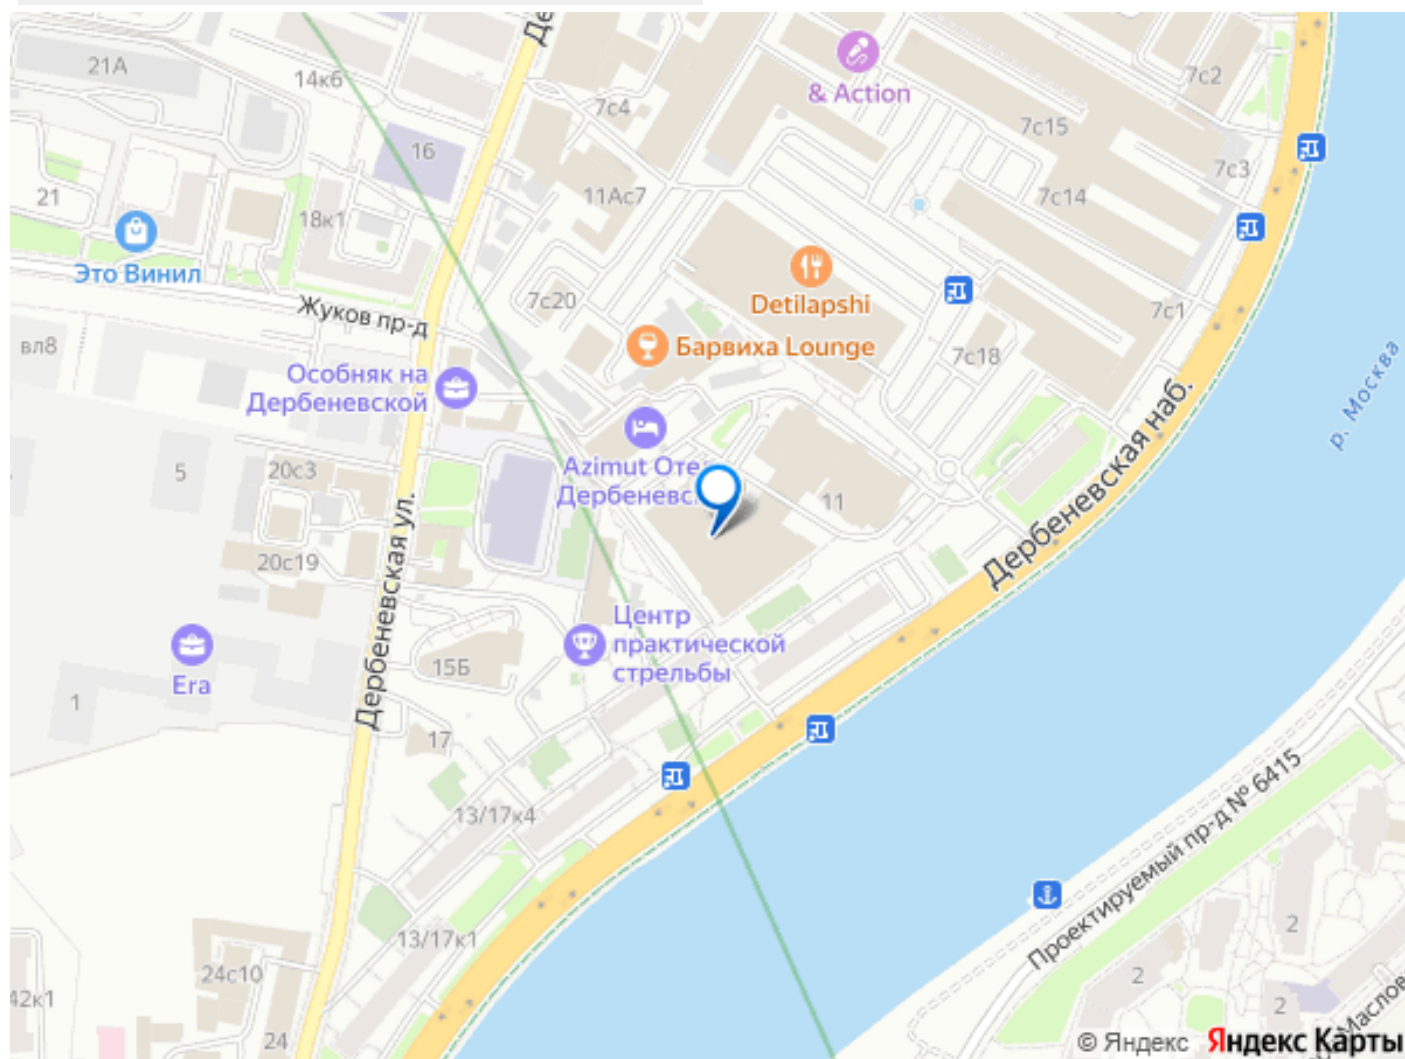 Де
21А
14к6
7с4
& Action
7с2
7с15
16
7с3
21
18к1
11Ас7
7с14
Это Винил
Detilapshi
Жуков пр-д
7с20
7с1
вл8
Барвиха Lounge
7с18
р. Москва
Особняк на
Дербеневской
Дербеневская наб.
5
20с3
Azimut Оте
Дербеневс
11
20с19
Дербеневская ул.
Центр
практической
стрельбы
15Б
Era
1
17
13/17к4
Проектируемый пр-д № 6415
13/17к1
2
24с10
2
42к1
2
Маслов
24
© Яндекс
Яндекс Карты